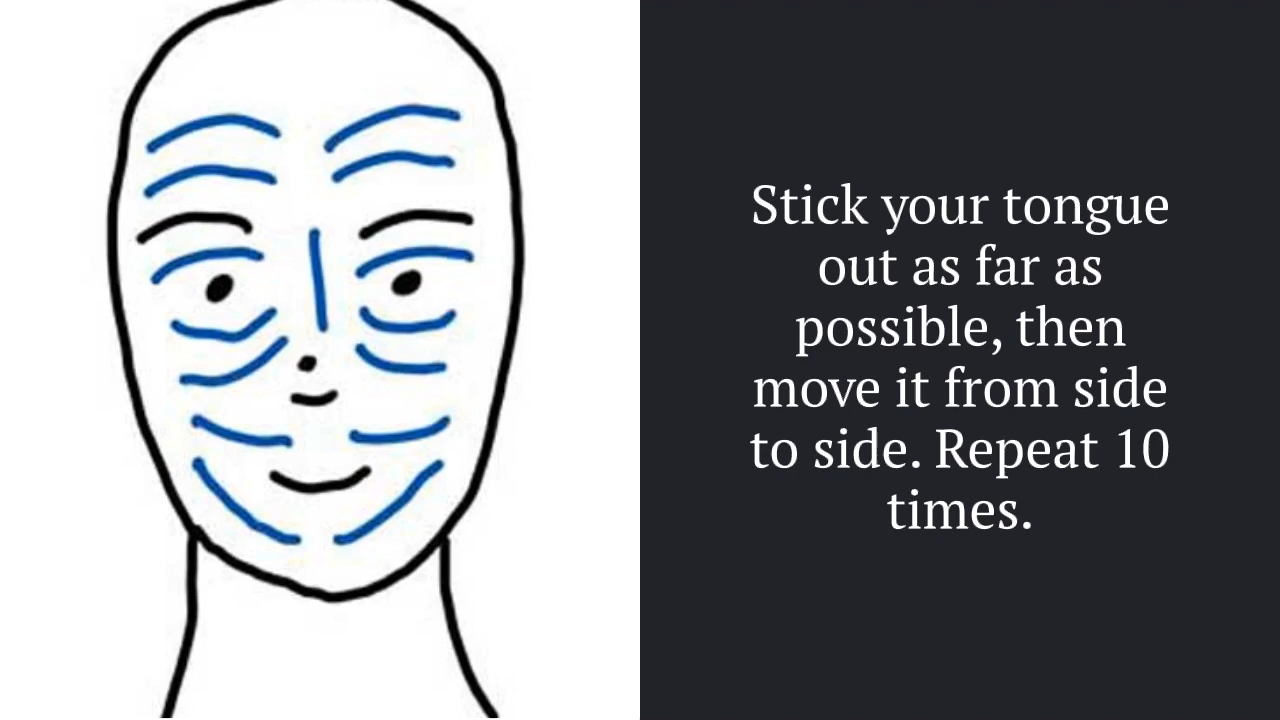 Stick your tongue
out as far as
possible, then
move it from side
to side. Repeat 10
times.